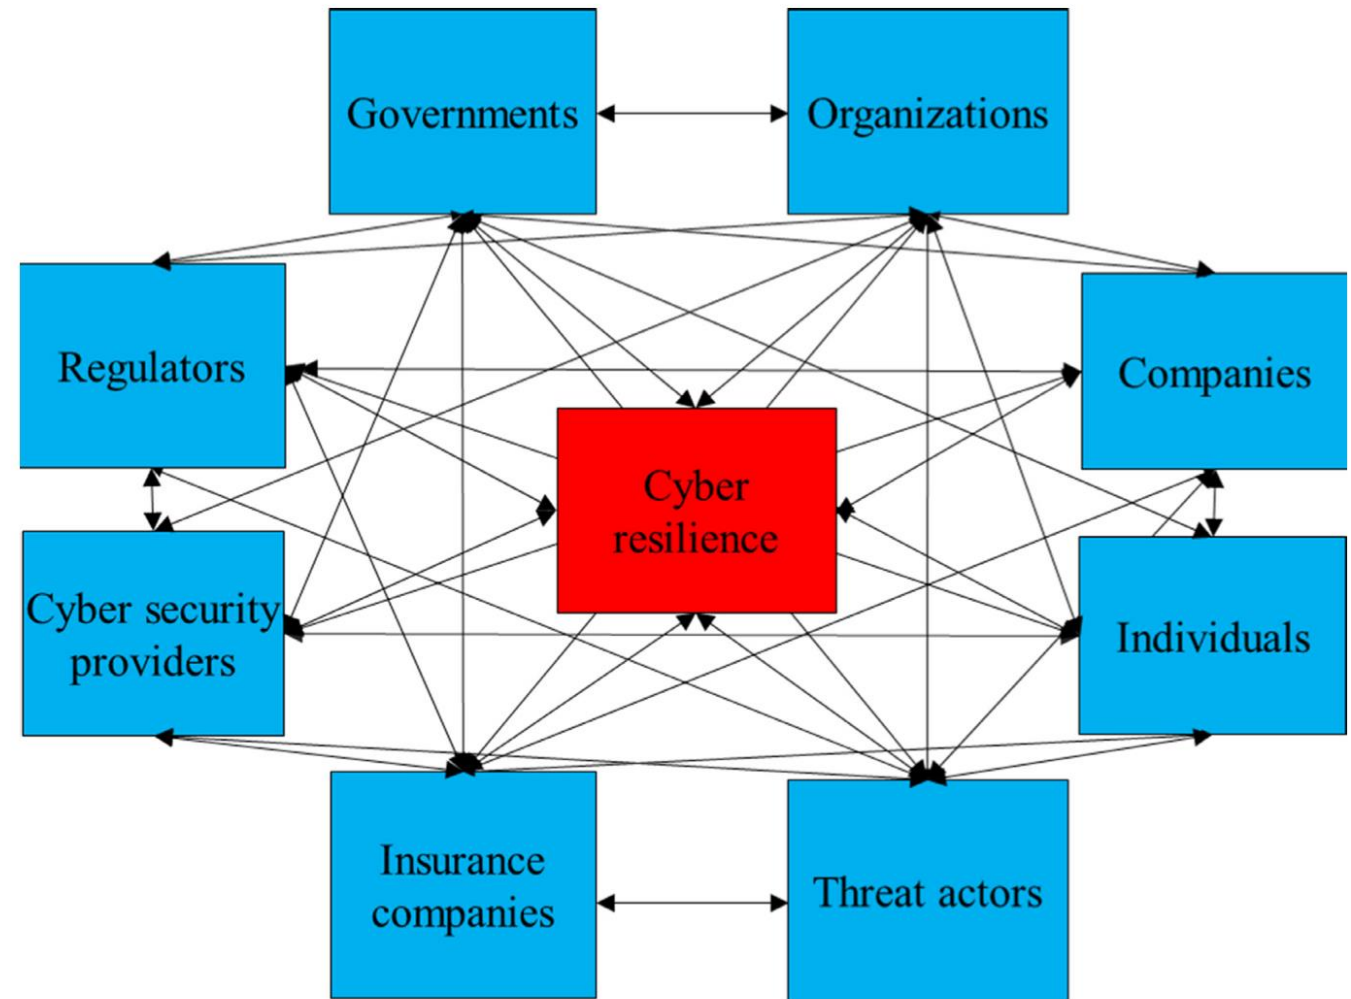 Governments
Organizations
Regulators
Companies
Cyber
resilience
Cyber security
providers
Individuals
Insurance
companies
Threat actors